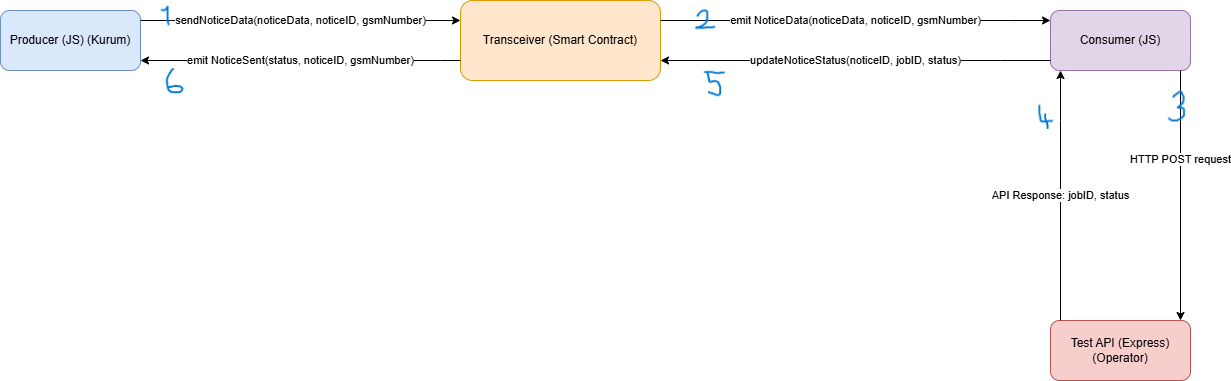 1
sendNoticeData(noticeData, noticeID, gsmNumber)
2
emit NoticeData(noticeData, noticeID, gsmNumber)
Producer (JS) (Kurum)
Transceiver (Smart Contract)
Consumer (JS)
emit NoticeSent(status, noticeID, gsmNumber)
6
updateNoticeStatus(noticeID, jobID, status)
5
4
3
HTTP POST request
API Response: jobID, status
Test API (Express)
(Operator)